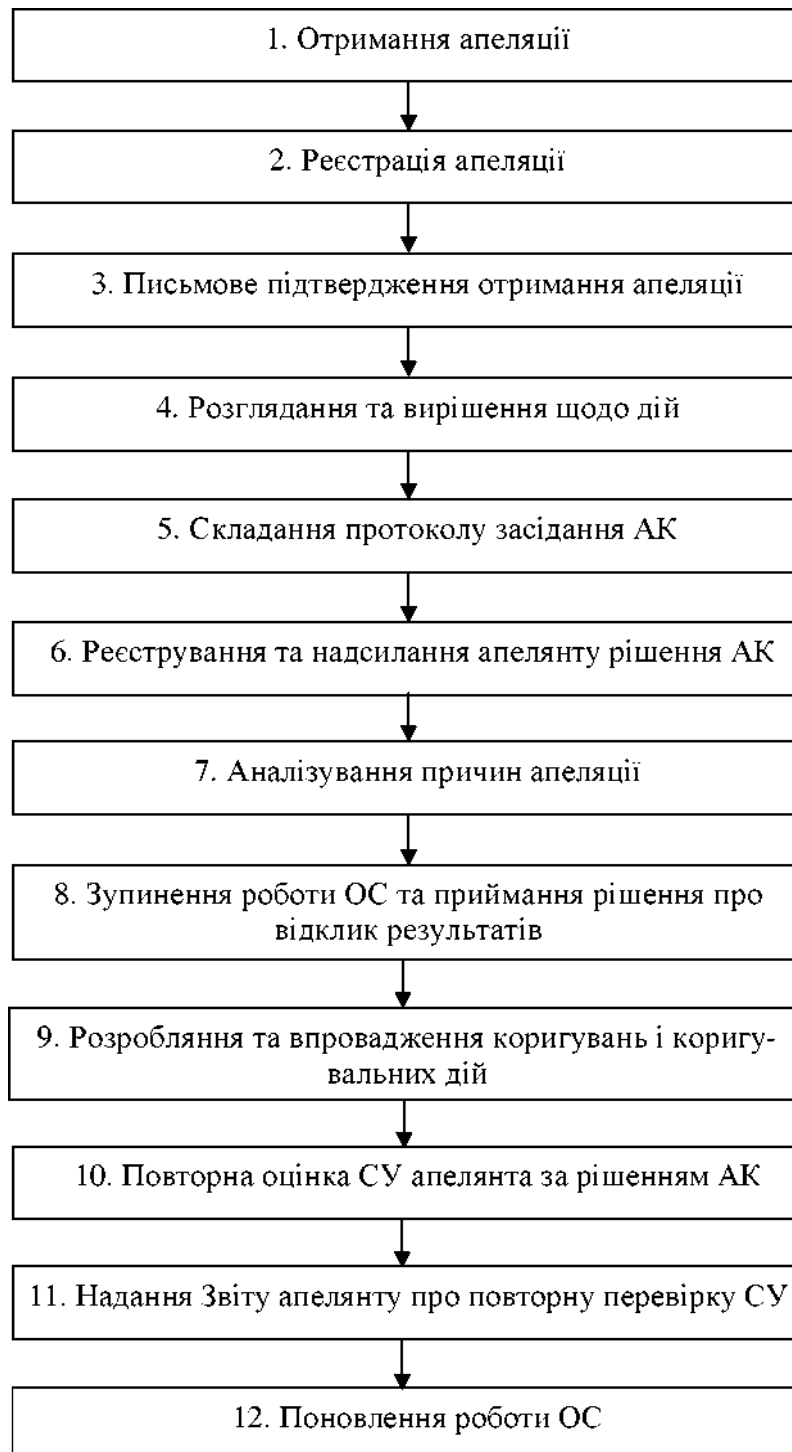 1. Отримання апеляції
2. Реєстрація апеляції
3. Письмове підтвердження отримання апеляції
4. Розглядання та вирішення щодо дій
5. Складання протоколу засідання АК
6. Реєстрування та надсилання апелянту рішення АК
7. Аналізування причин апеляції
8. Зупинення роботи ОС та приймання рішення про
відклик результатів
9. Розробляння та впровадження коригувань і коригу-
вальних дій
10. Повторна оцінка СУ апелянта за рішенням АК
11. Надання Звіту апелянту про повторну перевірку СУ
12. Поновлення роботи ОС